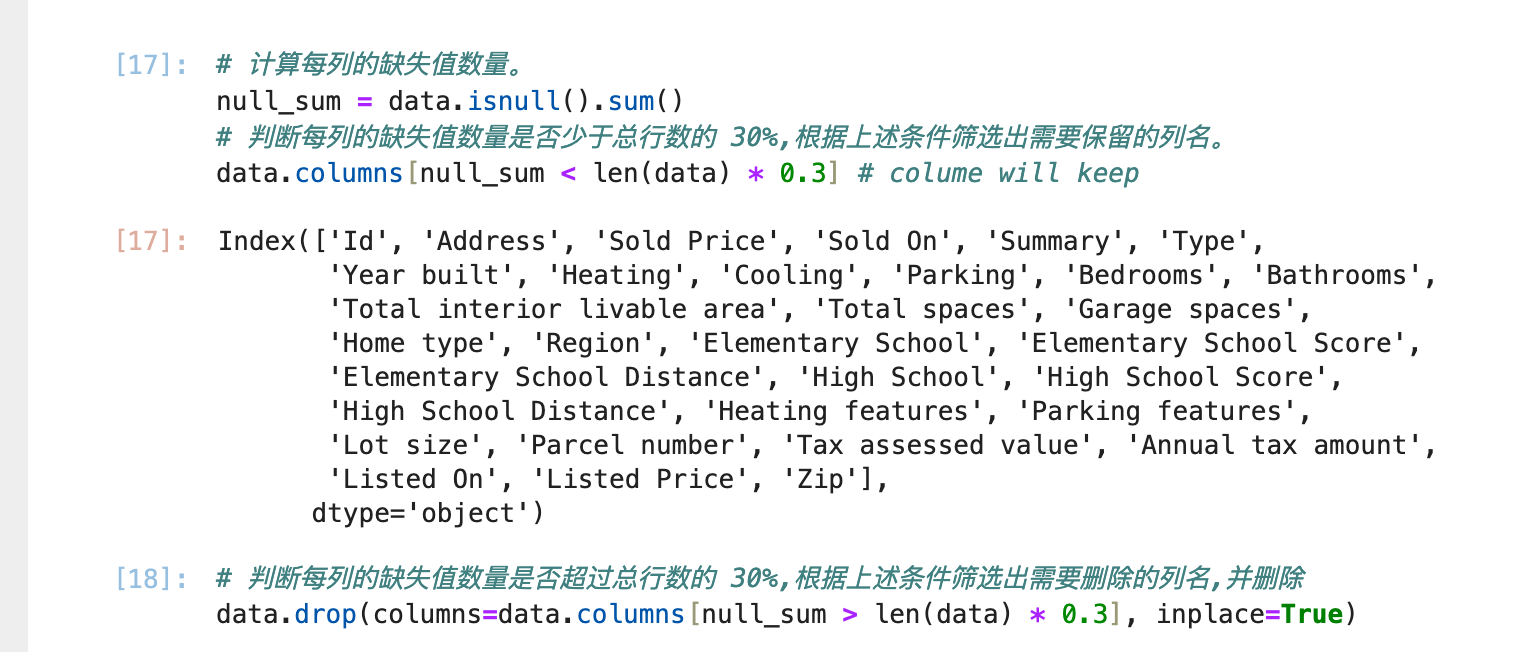 [17]: # 计算每列的缺失值数量。
null_sum = data.isnull().sum()
# 判断每列的缺失值数量是否少于总行数的 30%,根据上述条件筛选出需要保留的列名。
data.columns[null_sum < len(data) * 0.3] # colume will keep
[17]: Index(['Id', 'Address', 'Sold Price', 'Sold On', 'Summary', 'Type',
'Year built', 'Heating', 'Cooling', 'Parking', 'Bedrooms', 'Bathrooms',
'Total interior livable area', 'Total spaces', 'Garage spaces',
'Home type', 'Region', 'Elementary School', 'Elementary School Score',
'Elementary School Distance', 'High School', 'High School Score',
'High School Distance', 'Heating features', 'Parking features',
'Lot size', 'Parcel number', 'Tax assessed value', 'Annual tax amount',
'Listed On', 'Listed Price', 'Zip'],
dtype='object')
[18]: # 判断每列的缺失值数量是否超过总行数的 30%,根据上述条件筛选出需要删除的列名,并删除
data.drop(columns=data.columns[null_sum > len(data) * 0.3], inplace=True)